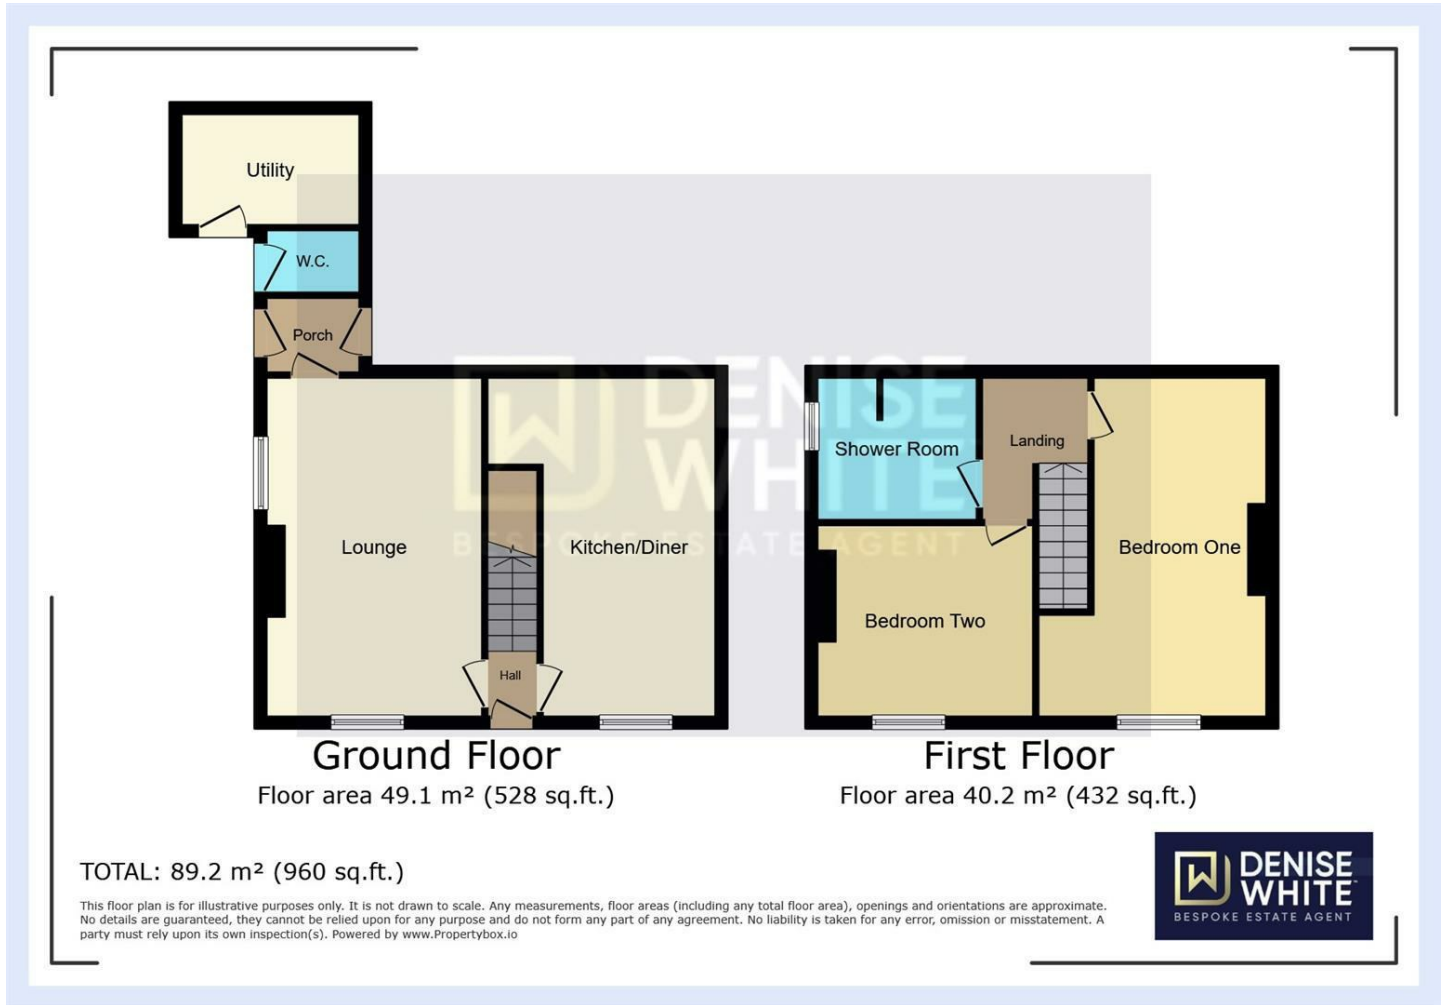 Utility
W.C.
Porch
DENISE
WHITE
BESPOKE ESTATE AGENT
Shower Room
Landing
Lounge
Kitchen/Diner
Bedroom One
Bedroom Two
Hall
Ground Floor
Floor area 49.1 m² (528 sq.ft.)
First Floor
Floor area 40.2 m² (432 sq.ft.)
TOTAL: 89.2 m² (960 sq.ft.)
This floor plan is for illustrative purposes only. It is not drawn to scale. Any measurements, floor areas (including any total floor area), openings and orientations are approximate.
No details are guaranteed, they cannot be relied upon for any purpose and do not form any part of any agreement. No liability is taken for any error, omission or misstatement. A
party must rely upon its own inspection(s). Powered by www.Propertybox.io
DENISE
WHITE
BESPOKE ESTATE AGENT